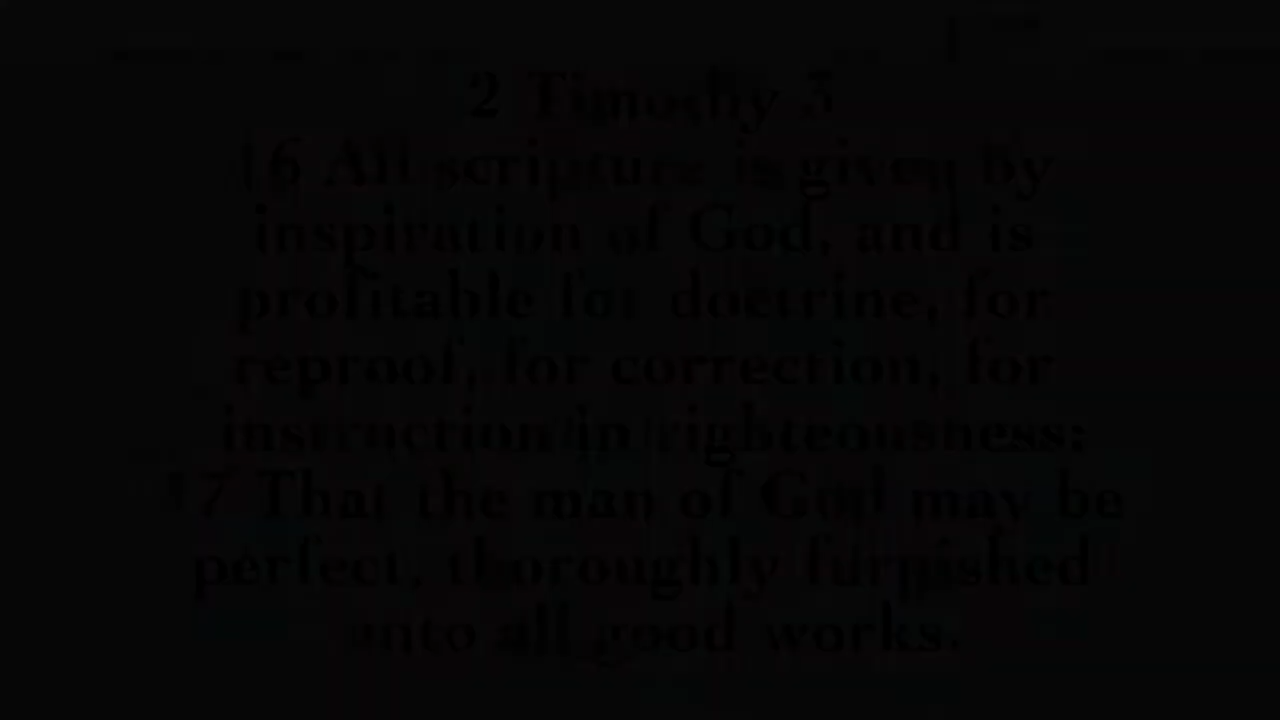 2 Timothy 3
16 All scripture is given by
inspiration of God, and is
profitable for doctrine, for
reproof, for correction, for
instruction in righteousness:
17 That the man of God may be
perfect, thoroughly furnished
unto all good works.